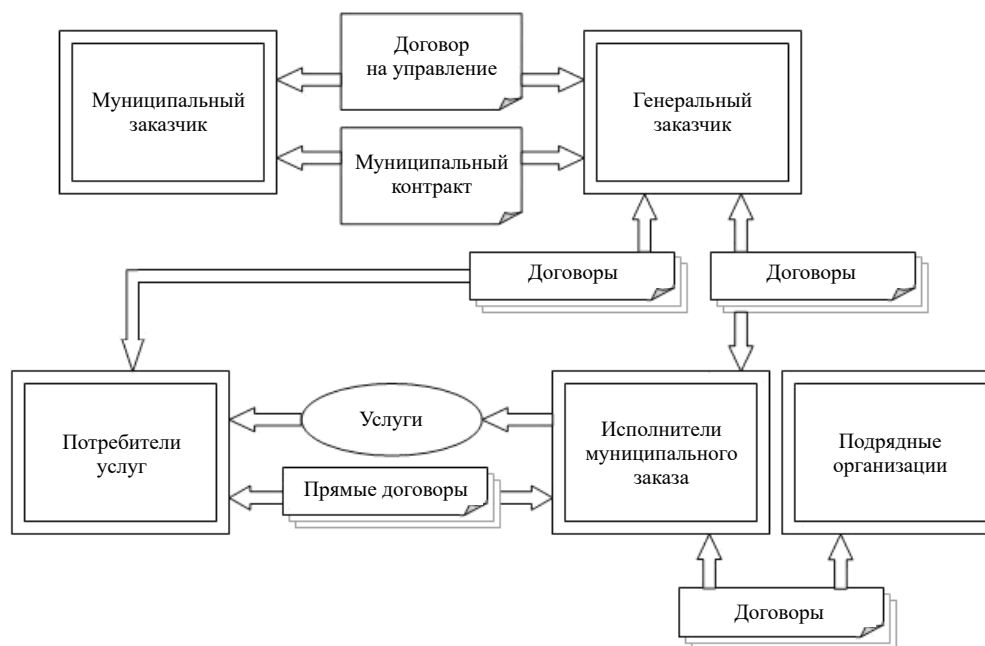 Муниципальный
заказчик
Договор
на управление
Муниципальный
контракт
Генеральный
заказчик
Договоры
Договоры
Потребители
услуг
Услуги
Прямые договоры
Исполнители
муниципального
заказа
Подрядные
организации
Договоры